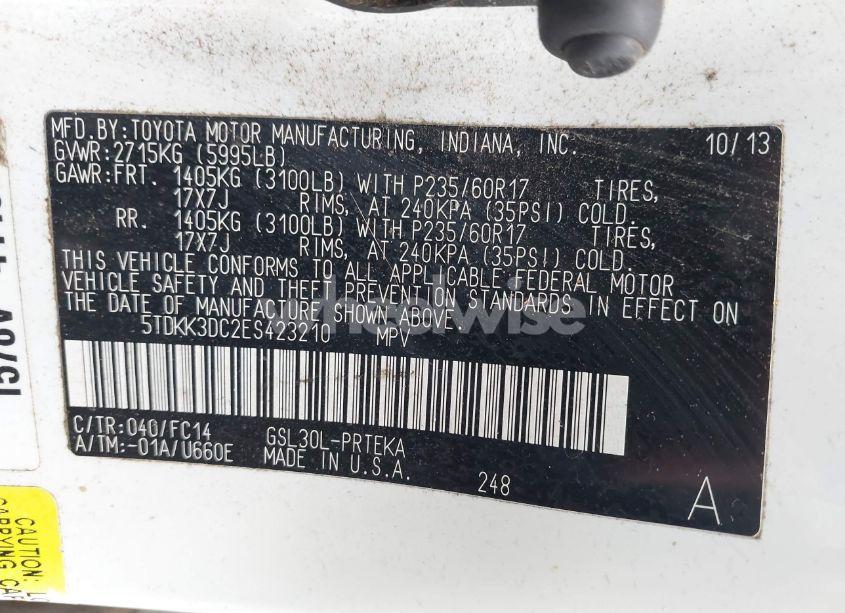 MFD.BY:TOYOTA MOTOR MANUFACTURING, INDIANA, INC. 10/13
GVWR:2715KG (5995LB)
GAWR:FRT. 1405KG (3100LB) WITH P235/60R17 TIRES,
17X7J RIMS, AT 240KPA (35PSI) COLD.
RR. 1405KG (3100LB) WITH P235/60R17 TIRES,
17X7J RIMS, AT 240KPA (35PSI) COLD.
THIS VEHICLE CONFORMS TO ALL APPLICABLE FEDERAL MOTOR
VEHICLE SAFETY AND THEFT PREVENTION STANDARDS IN EFFECT ON
THE DATE OF MANUFACTURE SHOWN ABOVE.
5TDKK3DC2ES423210 MPV
wheelwise
C/TR:040/FC14 GSL30L-PRTEKA
A/TM:-01A/U660E MADE IN U.S.A.
248
A
CAUTION: